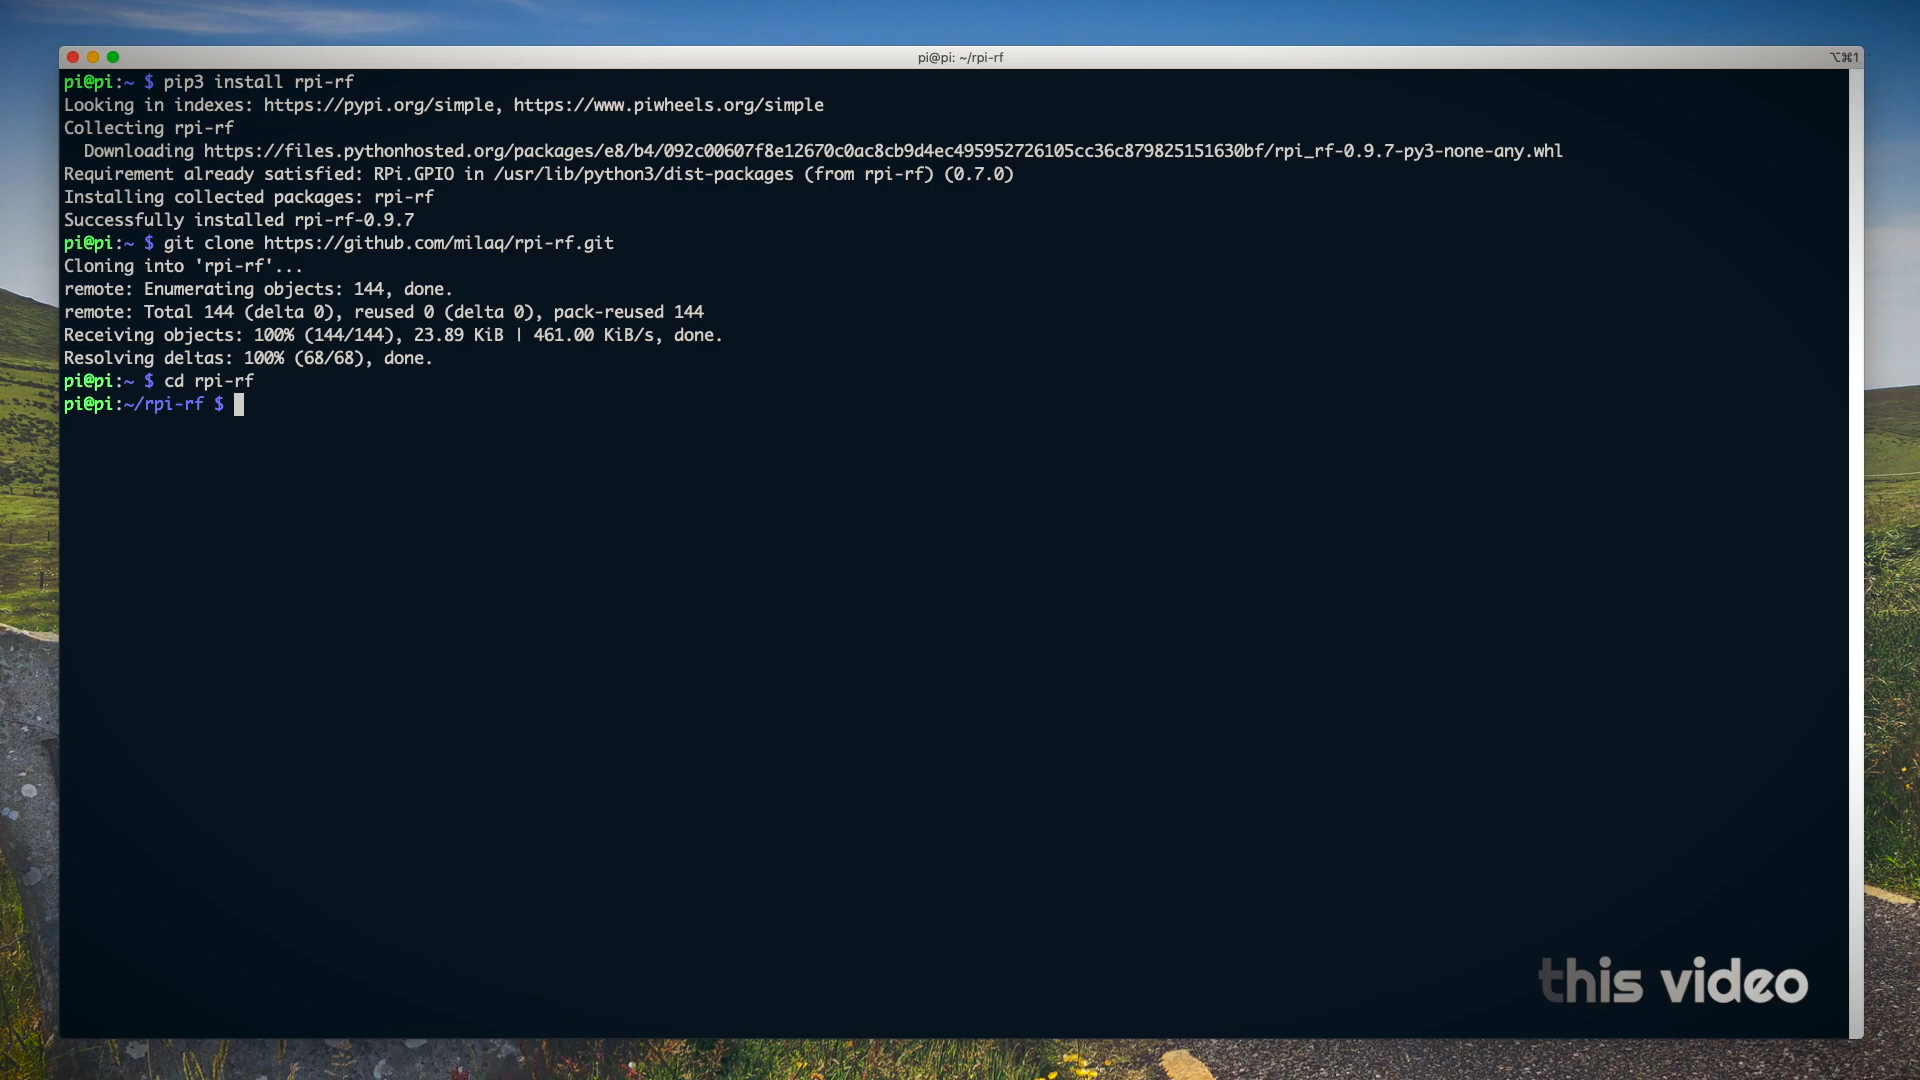 pi@pi: ~/rpi-rf
⌥⌘1
pi@pi:~ $ pip3 install rpi-rf
Looking in indexes: https://pypi.org/simple, https://www.piwheels.org/simple
Collecting rpi-rf
  Downloading https://files.pythonhosted.org/packages/e8/b4/092c00607f8e12670c0ac8cb9d4ec495952726105cc36c879825151630bf/rpi_rf-0.9.7-py3-none-any.whl
Requirement already satisfied: RPi.GPIO in /usr/lib/python3/dist-packages (from rpi-rf) (0.7.0)
Installing collected packages: rpi-rf
Successfully installed rpi-rf-0.9.7
pi@pi:~ $ git clone https://github.com/milaq/rpi-rf.git
Cloning into 'rpi-rf'...
remote: Enumerating objects: 144, done.
remote: Total 144 (delta 0), reused 0 (delta 0), pack-reused 144
Receiving objects: 100% (144/144), 23.89 KiB | 461.00 KiB/s, done.
Resolving deltas: 100% (68/68), done.
pi@pi:~ $ cd rpi-rf
pi@pi:~/rpi-rf $
this video